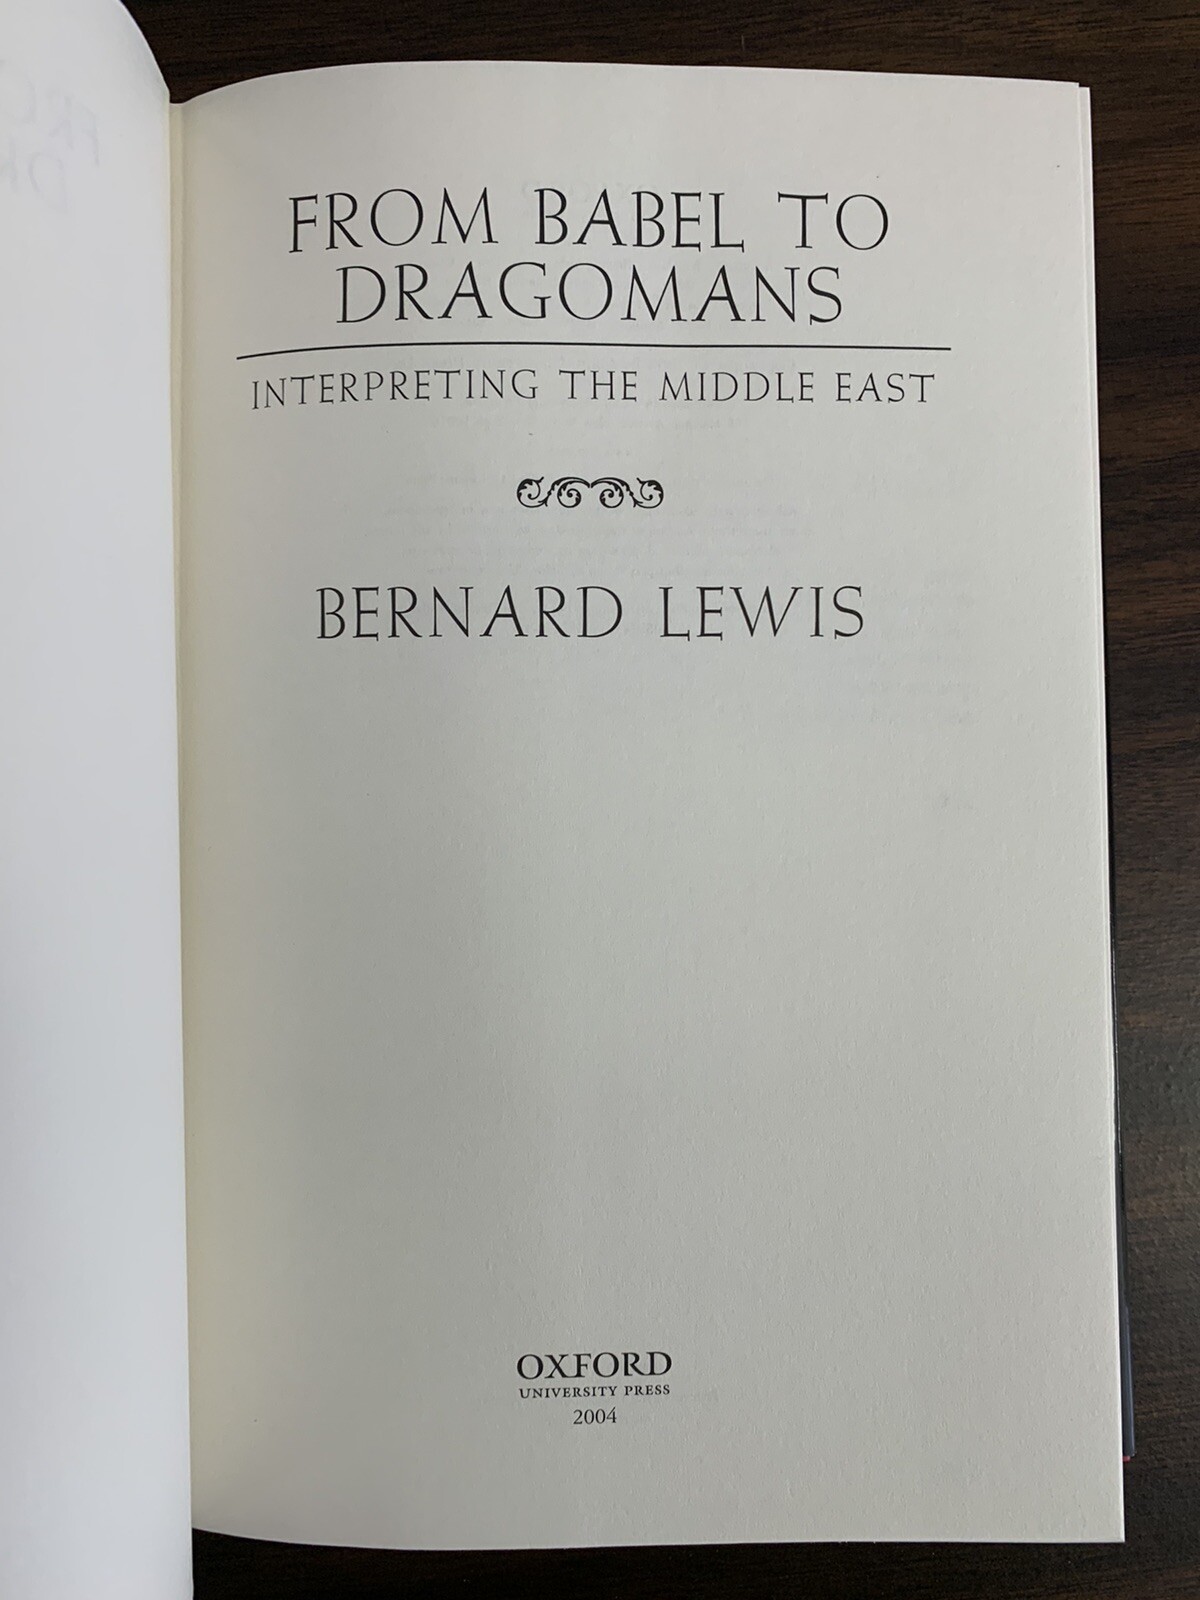 FROM BABEL TO
DRAGOMANS
INTERPRETING THE MIDDLE EAST
BERNARD LEWIS
OXFORD
UNIVERSITY PRESS
2004